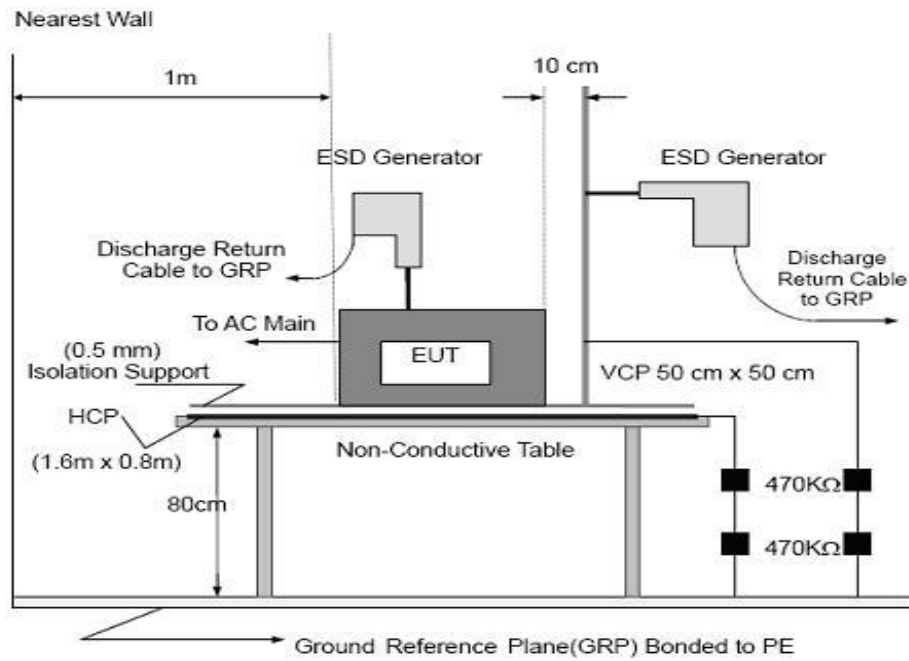 Nearest Wall
1m
10 cm
ESD Generator
ESD Generator
Discharge Return
Cable to GRP
Discharge
Return Cable
to GRP
To AC Main
(0.5 mm)
Isolation Support
EUT
VCP 50 cm x 50 cm
HCP
(1.6m x 0.8m)
Non-Conductive Table
80cm
470KΩ
470KΩ
Ground Reference Plane(GRP) Bonded to PE